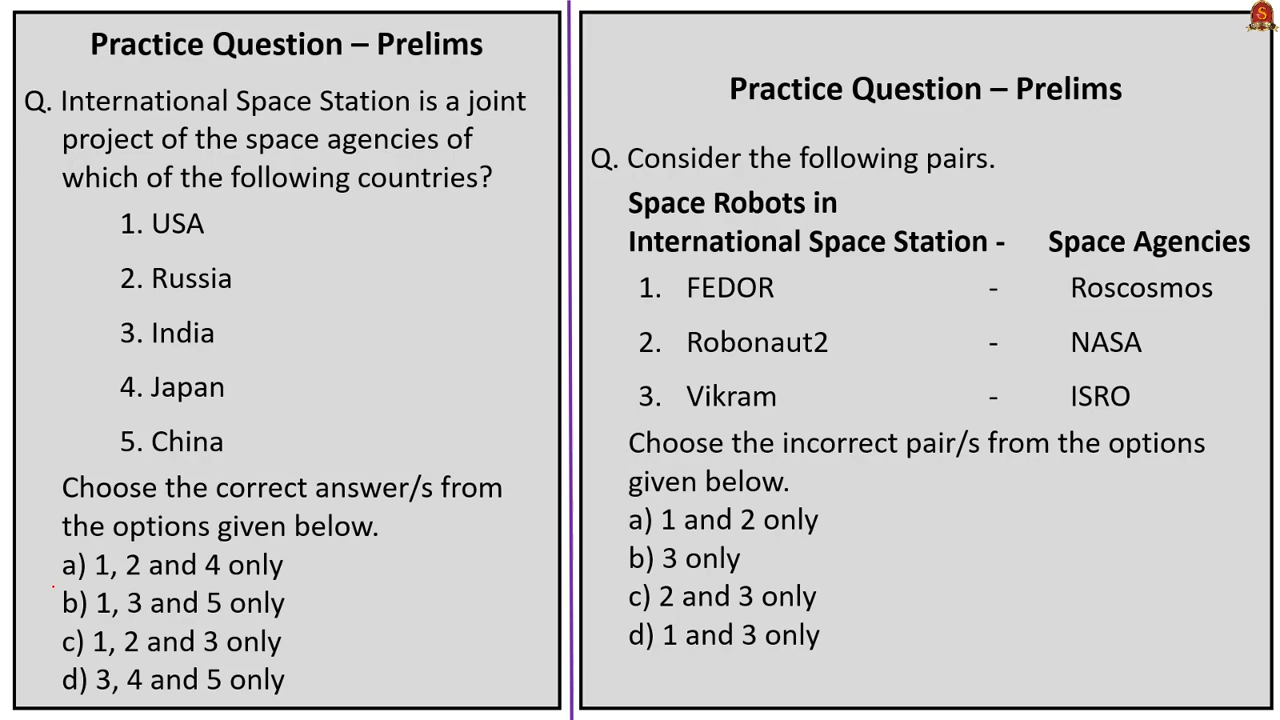 Practice Question – Prelims
Q. International Space Station is a joint
project of the space agencies of
which of the following countries?
1. USA
2. Russia
3. India
4. Japan
5. China
Choose the correct answer/s from
the options given below.
a) 1, 2 and 4 only
b) 1, 3 and 5 only
c) 1, 2 and 3 only
d) 3, 4 and 5 only
Practice Question – Prelims
Q. Consider the following pairs.
Space Robots in
International Space Station - Space Agencies
1. FEDOR - Roscosmos
2. Robonaut2 - NASA
3. Vikram - ISRO
Choose the incorrect pair/s from the options
given below.
a) 1 and 2 only
b) 3 only
c) 2 and 3 only
d) 1 and 3 only
S